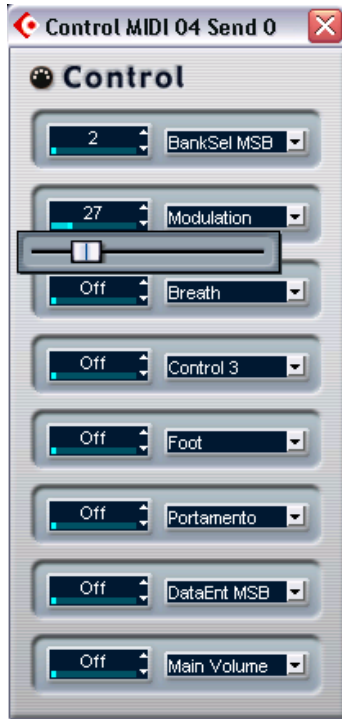 Control MIDI 04 Send 0
Control
2 BankSel MSB
27 Modulation
Off Breath
Off Control 3
Off Foot
Off Portamento
Off DataEnt MSB
Off Main Volume